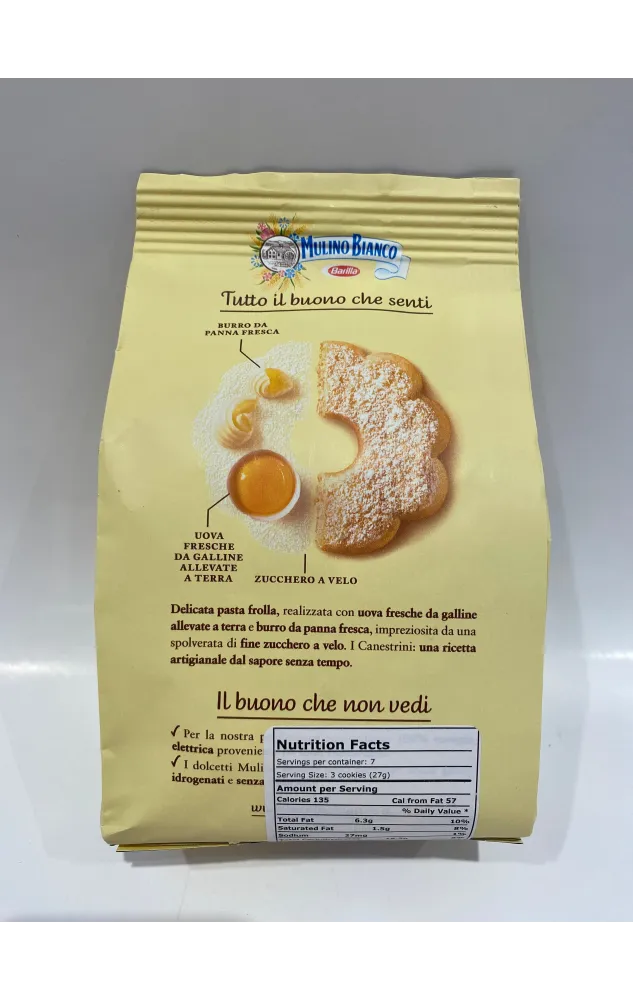 MULINO BIANCO
Barilla
Tutto il buono che senti
BURRO DA
PANNA FRESCA
UOVA
FRESCHE
DA GALLINE
ALLEVATE
A TERRA
ZUCCHERO A VELO
Delicata pasta frolla, realizzata con uova fresche da galline
allevate a terra e burro da panna fresca, impreziosita da una
spolverata di fine zucchero a velo. I Canestrini: una ricetta
artigianale dal sapore senza tempo.
Il buono che non vedi
✓ Per la nostra
elettrica
✓ I dolcetti
idrogenati e
Nutrition Facts
Servings per container: 7
Serving Size: 3 cookies (27g)
Amount per Serving
Calories 135 Cal from Fat 57
% Daily Value *
Total Fat 6.3g 10%
Saturated Fat 1.5g 8%
Sodium 27mg 1%